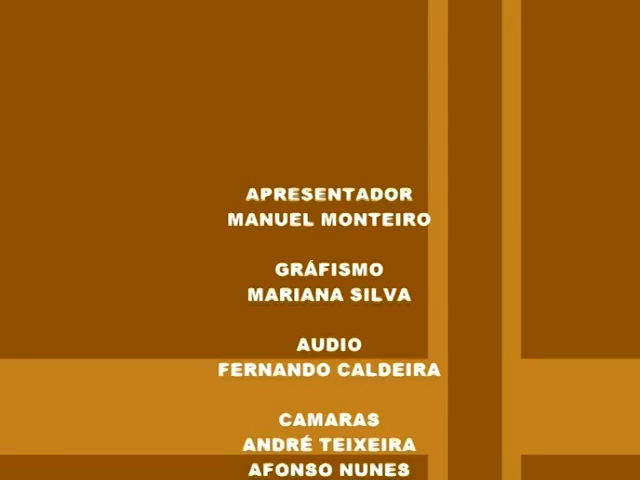 APRESENTADOR
MANUEL MONTEIRO
GRÁFISMO
MARIANA SILVA
AUDIO
FERNANDO CALDEIRA
CAMARAS
ANDRÉ TEIXEIRA
AFONSO NUNES